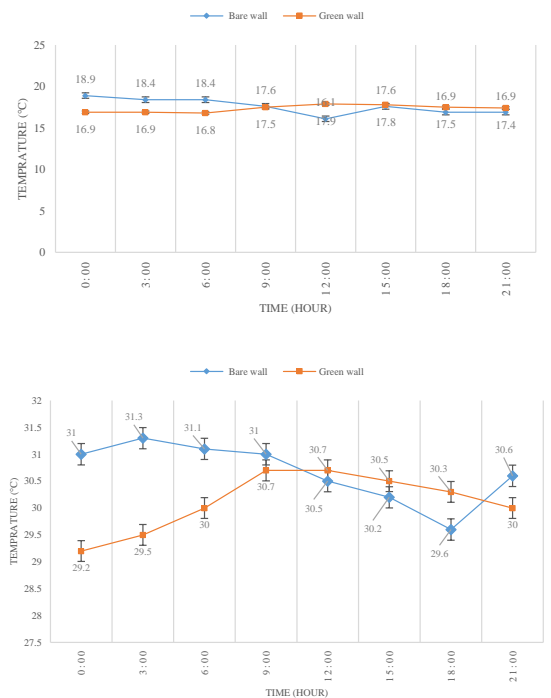 Bare wall Green wall
25
20
15
10
5
0
TEMPRATURE (°C)
18.9 18.4 18.4 17.6 16.1 17.6 16.9 16.9
16.9 16.9 16.8 17.5 17.9 17.8 17.5 17.4
0:00 3:00 6:00 9:00 12:00 15:00 18:00 21:00
TIME (HOUR)
Bare wall Green wall
32
31.5
31
30.5
30
29.5
29
28.5
28
27.5
TEMPRATURE (°C)
31 31.3 31.1 31 30.5 30.2 29.6 30.6
29.2 29.5 30 30.7 30.7 30.5 30.3 30
0:00 3:00 6:00 9:00 12:00 15:00 18:00 21:00
TIME (HOUR)